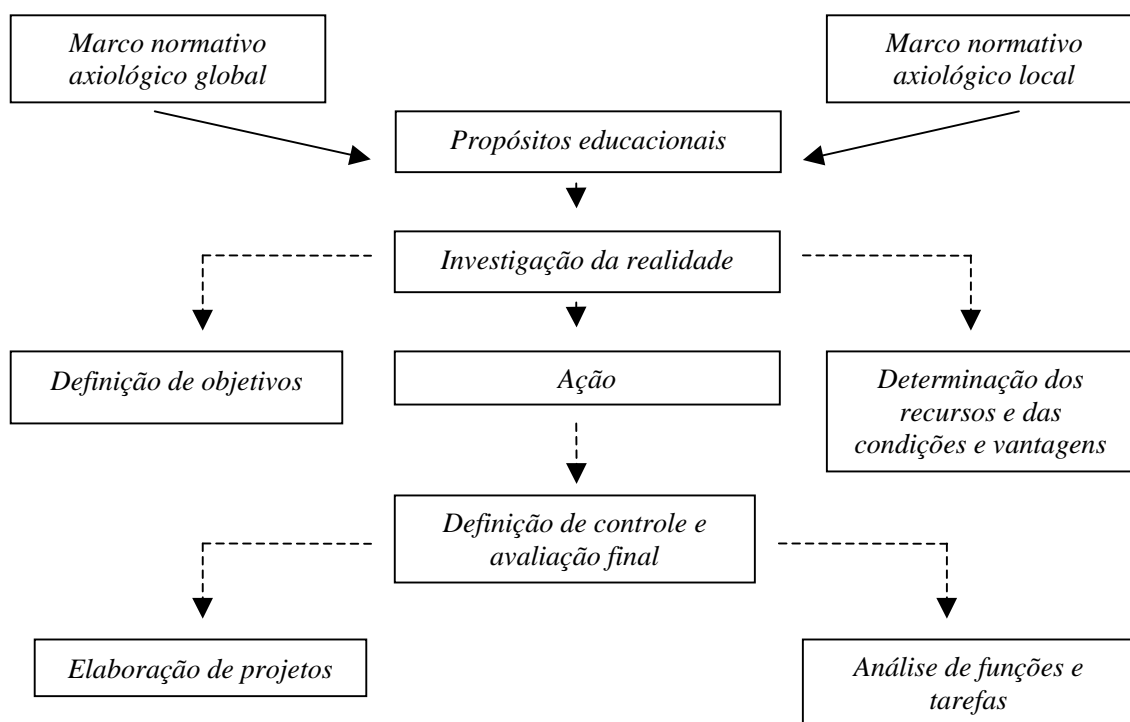 Marco normativo
axiológico global
Marco normativo
axiológico local
Propósitos educacionais
Investigação da realidade
Definição de objetivos
Ação
Determinação dos
recursos e das
condições e vantagens
Definição de controle e
avaliação final
Elaboração de projetos
Análise de funções e
tarefas